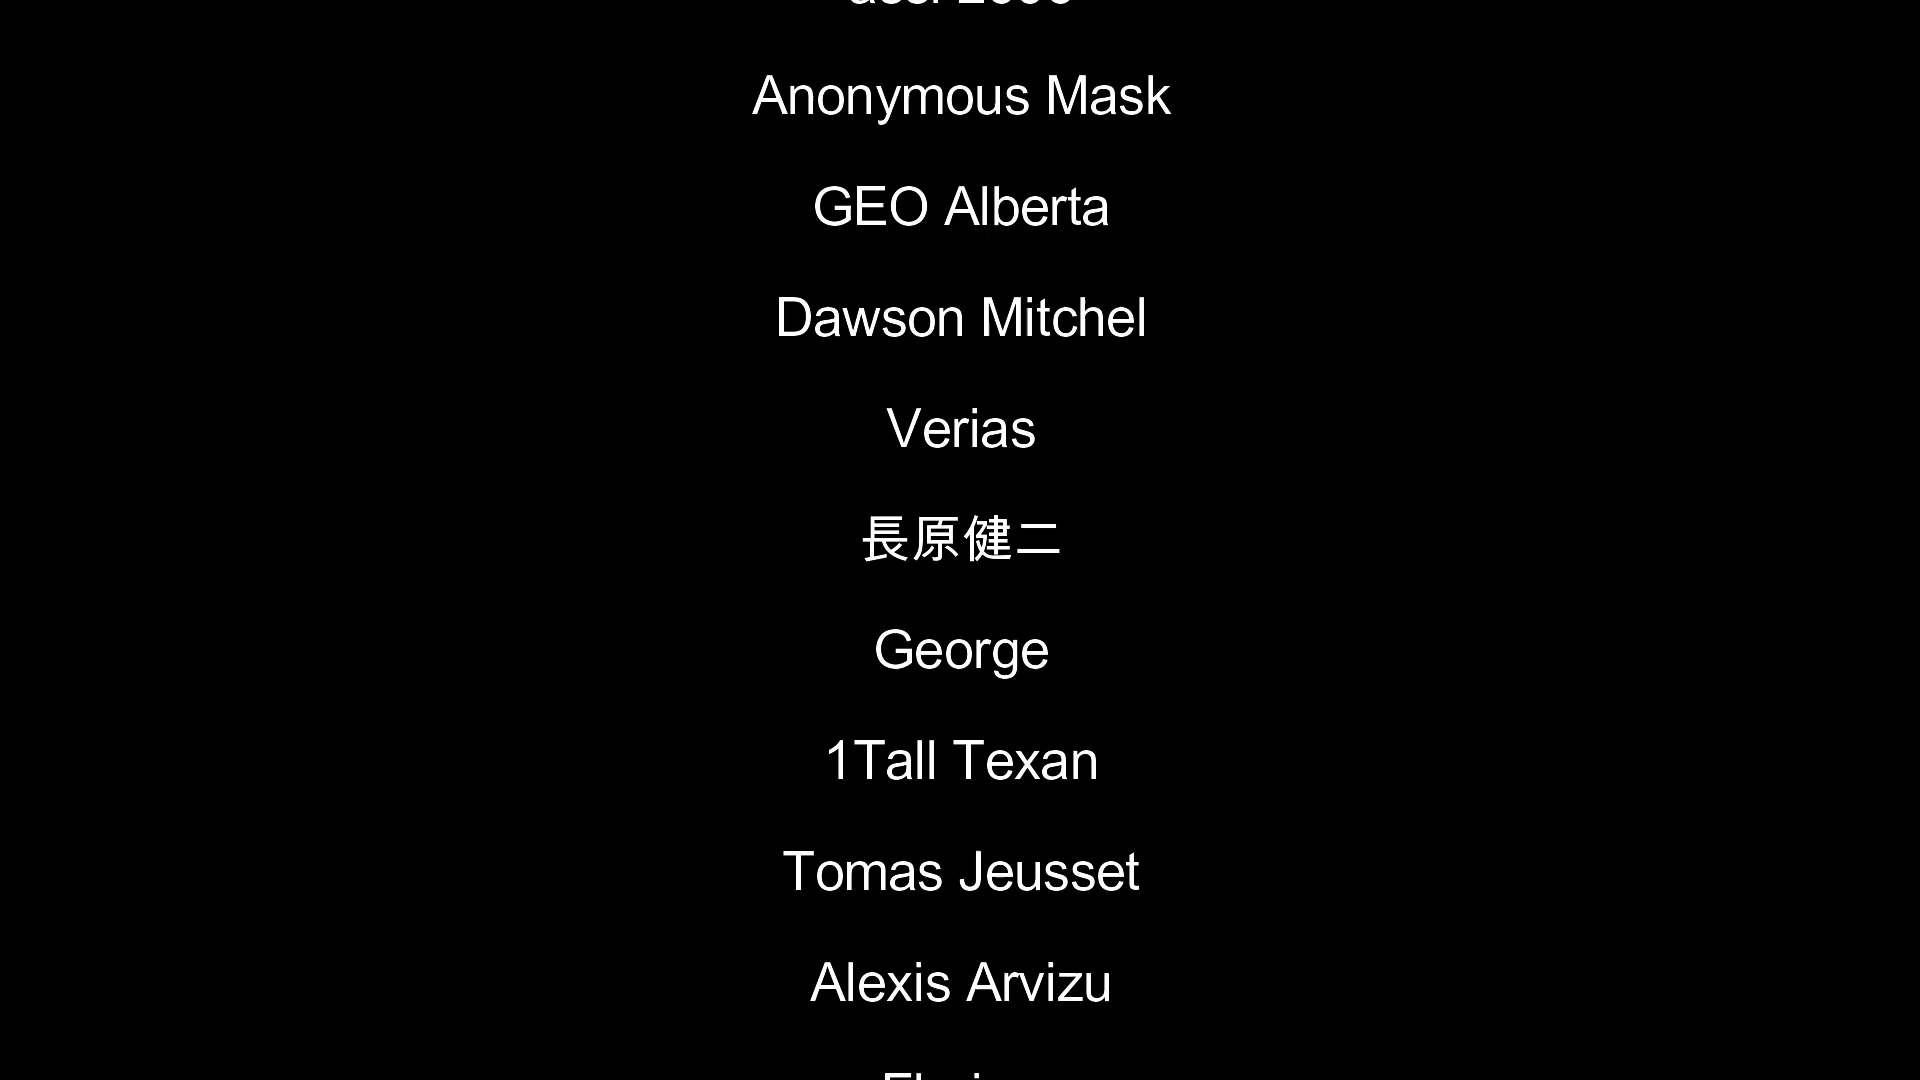 Anonymous Mask
GEO Alberta
Dawson Mitchel
Verias
長原健二
George
1Tall Texan
Tomas Jeusset
Alexis Arvizu